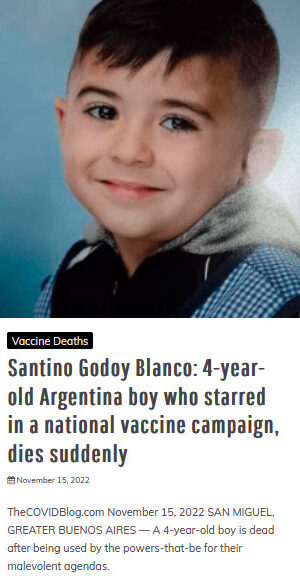 Vaccine Deaths
Santino Godoy Blanco: 4-year-
old Argentina boy who starred
in a national vaccine campaign,
dies suddenly
November 15, 2022
TheCOVIDBlog.com November 15, 2022 SAN MIGUEL,
GREATER BUENOS AIRES — A 4-year-old boy is dead
after being used by the powers-that-be for their
malevolent agendas.